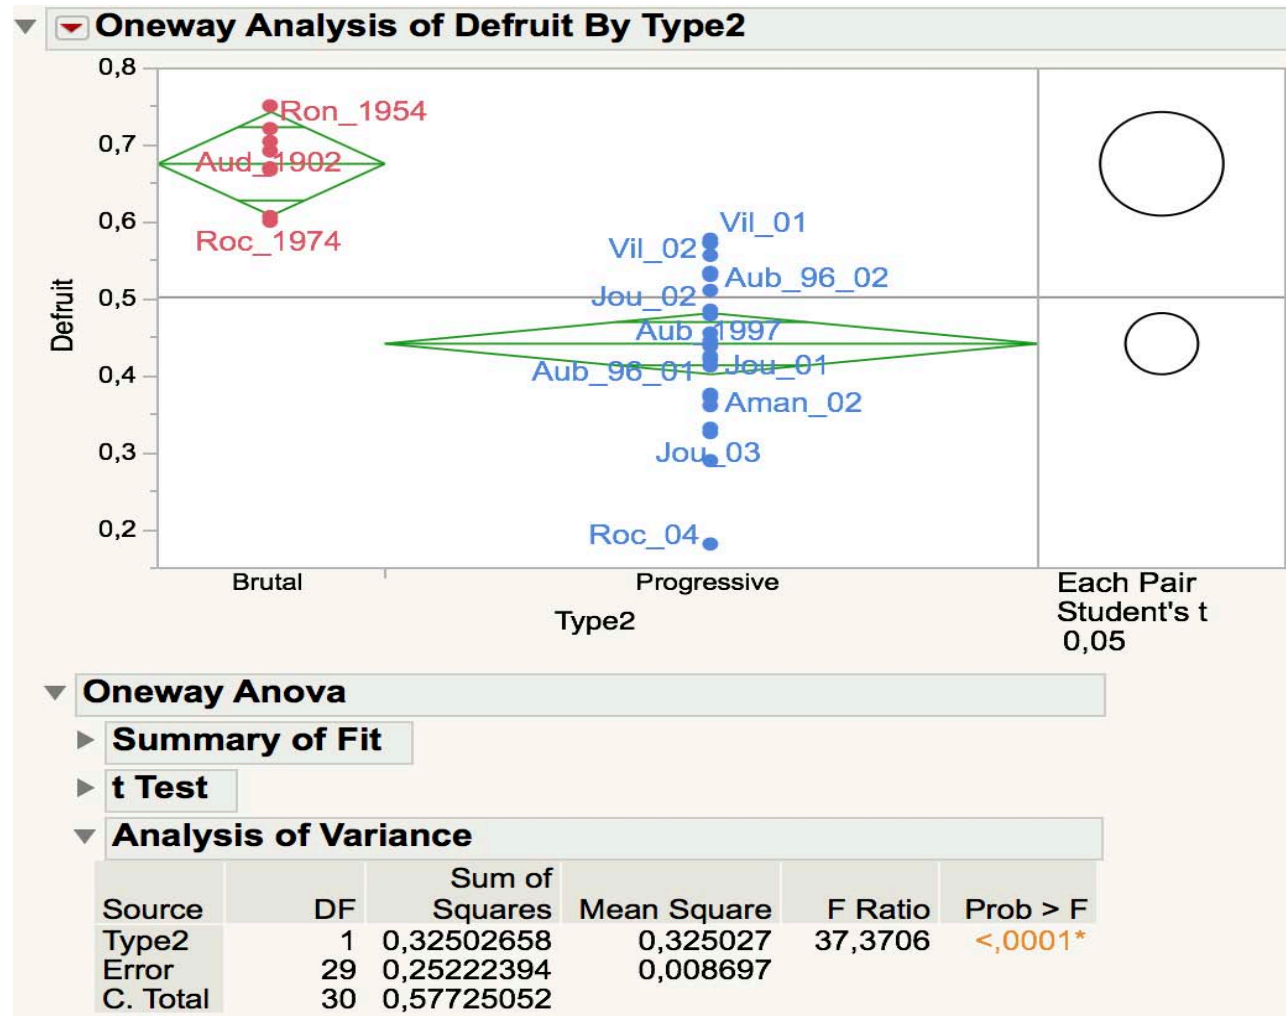 Oneway Analysis of Defruit By Type2
0,8
0,7
0,6
0,5
0,4
0,3
0,2
Defruit
Ron_1954
Aud_1902
Roc_1974
Vil_01
Vil_02
Aub_96_02
Jou_02
Aub_1997
Jou_01
Aub_96_01
Aman_02
Jou_03
Roc_04
Brutal Progressive
Type2
Each Pair
Student's t
0,05
Oneway Anova
Summary of Fit
t Test
Analysis of Variance
Sum of
Source DF Squares Mean Square F Ratio Prob > F
Type2 1 0,32502658 0,325027 37,3706 <,0001*
Error 29 0,25222394 0,008697
C. Total 30 0,57725052